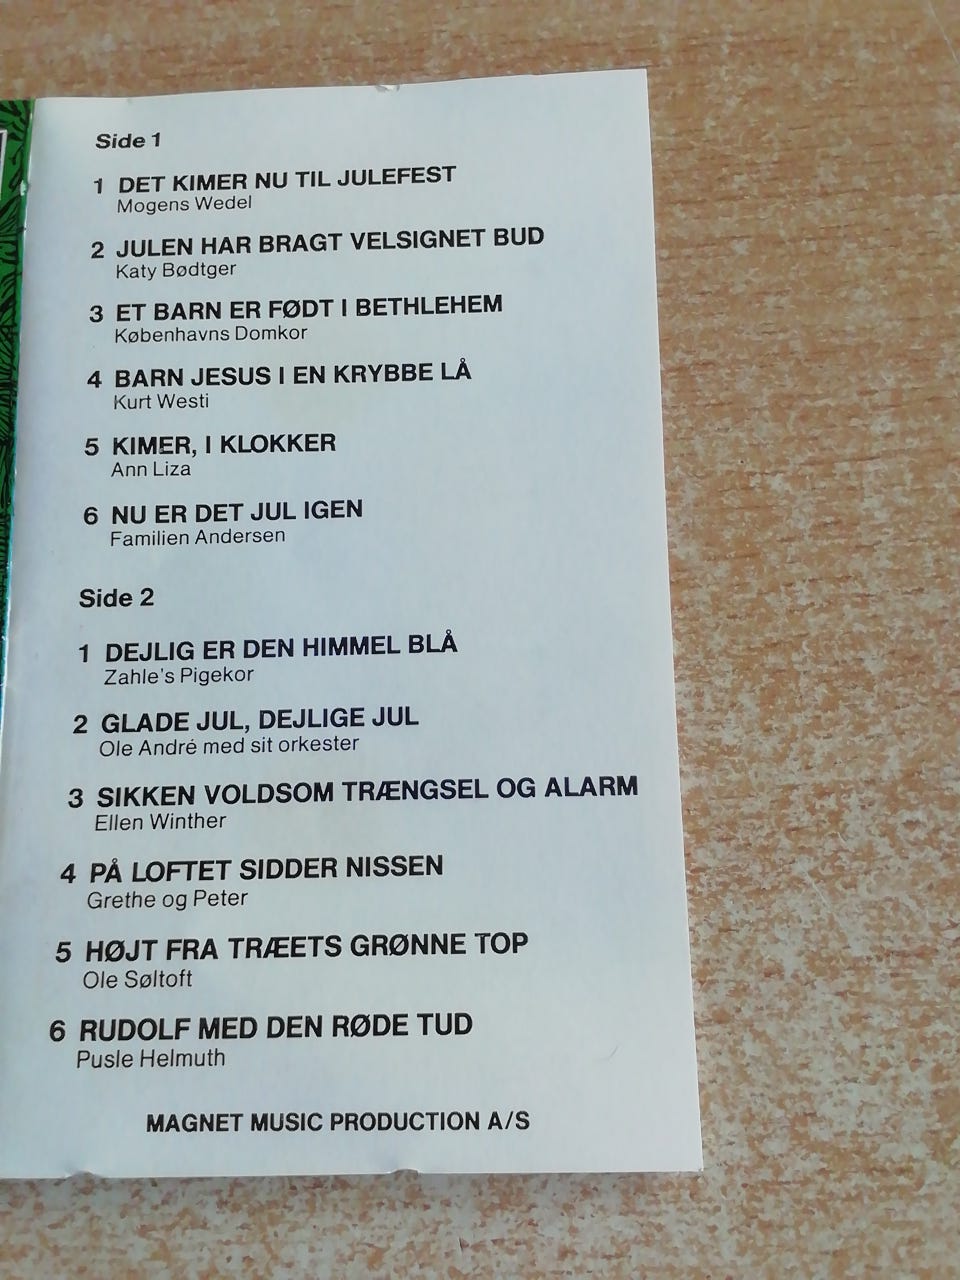 Side 1
1 DET KIMER NU TIL JULEFEST
Mogens Wedel
2 JULEN HAR BRAGT VELSIGNET BUD
Katy Bødtger
3 ET BARN ER FØDT I BETHLEHEM
Københavns Domkor
4 BARN JESUS I EN KRYBBE LÅ
Kurt Westi
5 KIMER, I KLOKKER
Ann Liza
6 NU ER DET JUL IGEN
Familien Andersen
Side 2
1 DEJLIG ER DEN HIMMEL BLÅ
Zahle's Pigekor
2 GLADE JUL, DEJLIGE JUL
Ole André med sit orkester
3 SIKKEN VOLDSOM TRÆNGSEL OG ALARM
Ellen Winther
4 PÅ LOFTET SIDDER NISSEN
Grethe og Peter
5 HØJT FRA TRÆETS GRØNNE TOP
Ole Søltoft
6 RUDOLF MED DEN RØDE TUD
Pusle Helmuth
MAGNET MUSIC PRODUCTION A/S